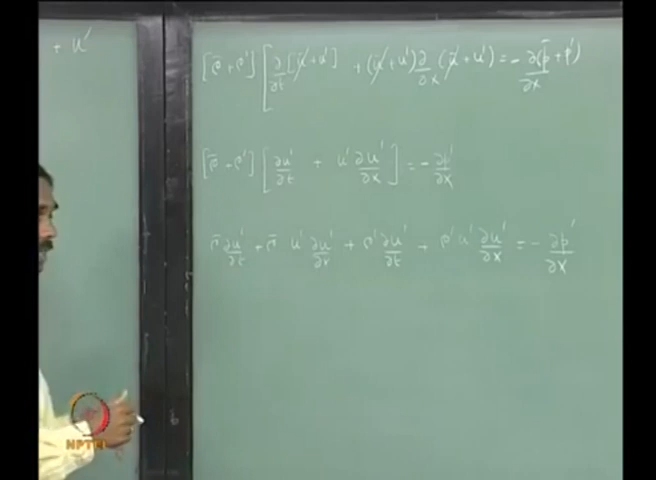 + u'
[ρ̄ + ρ'] [ ∂/∂t [ū + u'] + (ū + u') ∂/∂x (ū + u') = - ∂(p̄ + p')/∂x
[ρ̄ + ρ'] [ ∂u'/∂t + u' ∂u'/∂x ] = - ∂p'/∂x
ρ̄ ∂u'/∂t + ρ̄ u' ∂u'/∂x + ρ' ∂u'/∂t + ρ' u' ∂u'/∂x = - ∂p'/∂x
NPTEL